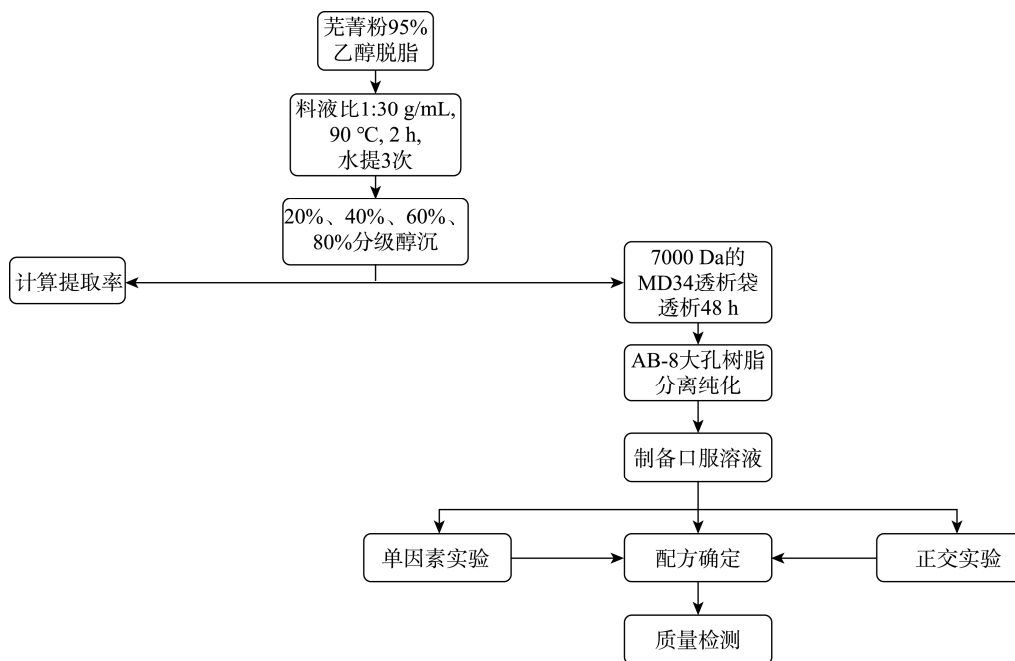 芜菁粉95%
乙醇脱脂
料液比1:30 g/mL,
90 ℃, 2 h,
水提3次
20%、40%、60%、
80%分级醇沉
计算提取率
7000 Da的
MD34透析袋
透析48 h
AB-8大孔树脂
分离纯化
制备口服溶液
单因素实验
配方确定
正交实验
质量检测